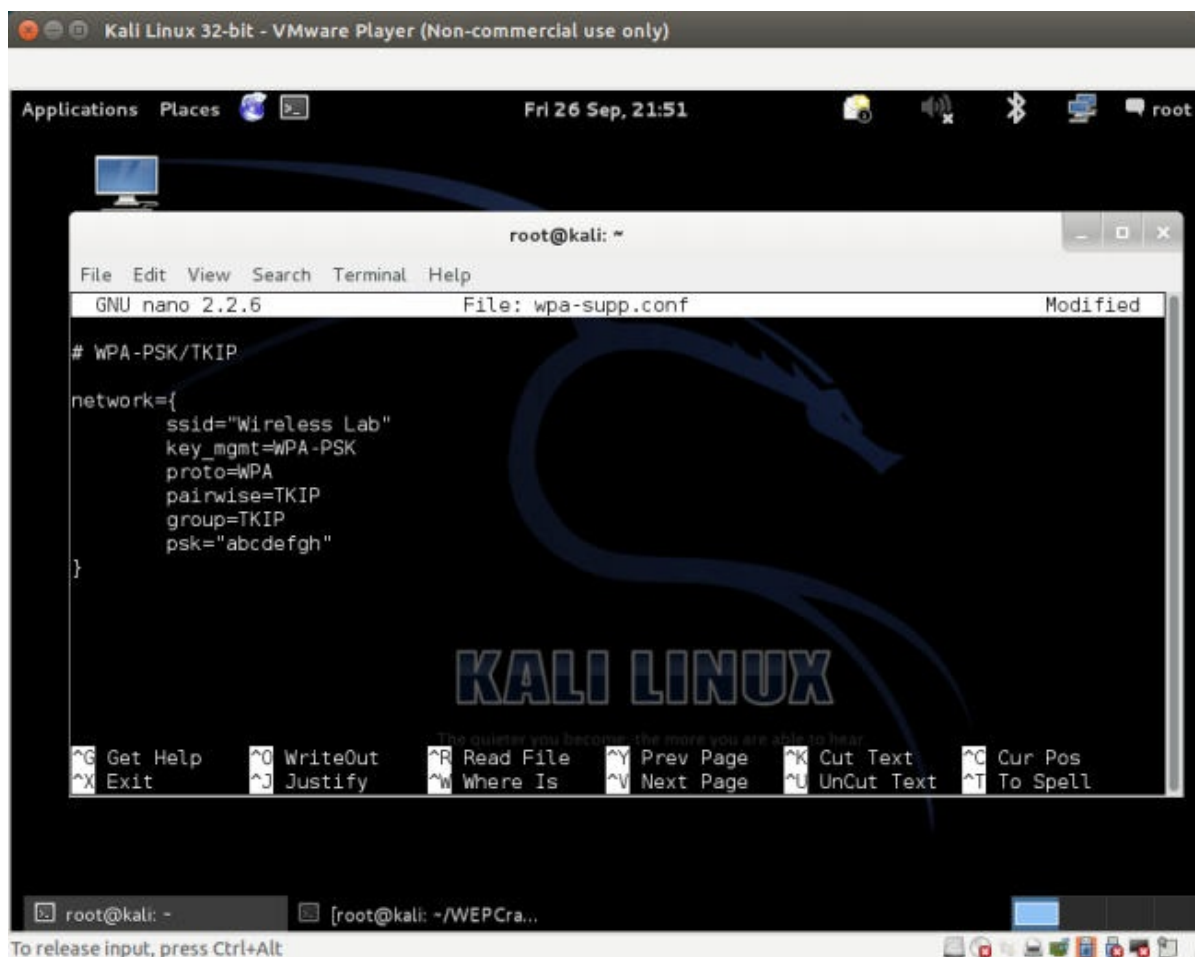 Kali Linux 32-bit - VMware Player (Non-commercial use only)
Applications Places Fri 26 Sep, 21:51 root
root@kali: ~
File Edit View Search Terminal Help
GNU nano 2.2.6 File: wpa-supp.conf Modified
# WPA-PSK/TKIP
network={
ssid="Wireless Lab"
key_mgmt=WPA-PSK
proto=WPA
pairwise=TKIP
group=TKIP
psk="abcdefgh"
}
KALI LINUX
The quieter you become, the more you are able to hear
^G Get Help ^O WriteOut ^R Read File ^Y Prev Page ^K Cut Text ^C Cur Pos
^X Exit ^J Justify ^W Where Is ^V Next Page ^U UnCut Text ^T To Spell
root@kali: ~ [root@kali: ~/WEPCra...
To release input, press Ctrl+Alt